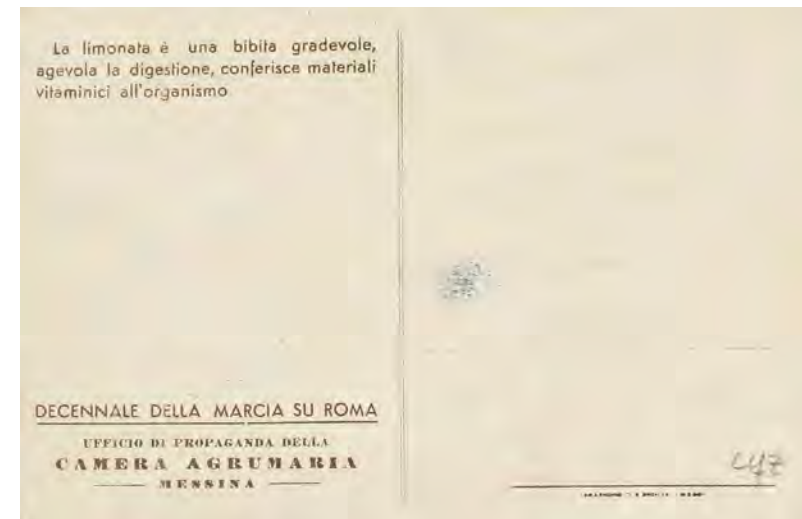 La limonata è una bibita gradevole,
agevola la digestione, conferisce materiali
vitaminici all'organismo
DECENNALE DELLA MARCIA SU ROMA
UFFICIO DI PROPAGANDA DELLA
CAMERA AGRUMARIA
MESSINA